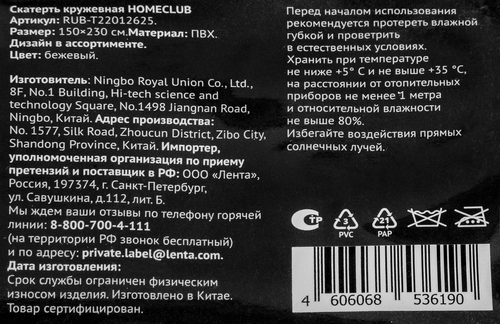 Скатерть кружевная HOMECLUB
Артикул: RUB-T22012625.
Размер: 150×230 см. Материал: ПВХ.
Дизайн в ассортименте.
Цвет: бежевый.
Изготовитель: Ningbo Royal Union Co., Ltd.,
8F, No.1 Building, Hi-tech science and
technology Square, No.1498 Jiangnan Road,
Ningbo, Китай. Адрес производства:
No. 1577, Silk Road, Zhoucun District, Zibo City,
Shandong Province, Китай. Импортер,
уполномоченная организация по приему
претензий и поставщик в РФ: ООО «Лента»,
Россия, 197374, г. Санкт-Петербург,
ул. Савушкина, д.112, лит. Б.
Мы ждем ваши отзывы по телефону горячей
линии: 8-800-700-4-111
(на территории РФ звонок бесплатный)
и по адресу: private.label@lenta.com.
Дата изготовления:
Срок службы ограничен физическим
износом изделия. Изготовлено в Китае.
Товар сертифицирован.
Перед началом использования
рекомендуется протереть влажной
губкой и проветрить
в естественных условиях.
Хранить при температуре
не ниже +5° С и не выше +35 °С,
на расстоянии от отопительных
приборов не менее 1 метра
и относительной влажности
не выше 80%.
Избегайте воздействия прямых
солнечных лучей.
СТР 3 21
PVC PAP
4 606068 536190